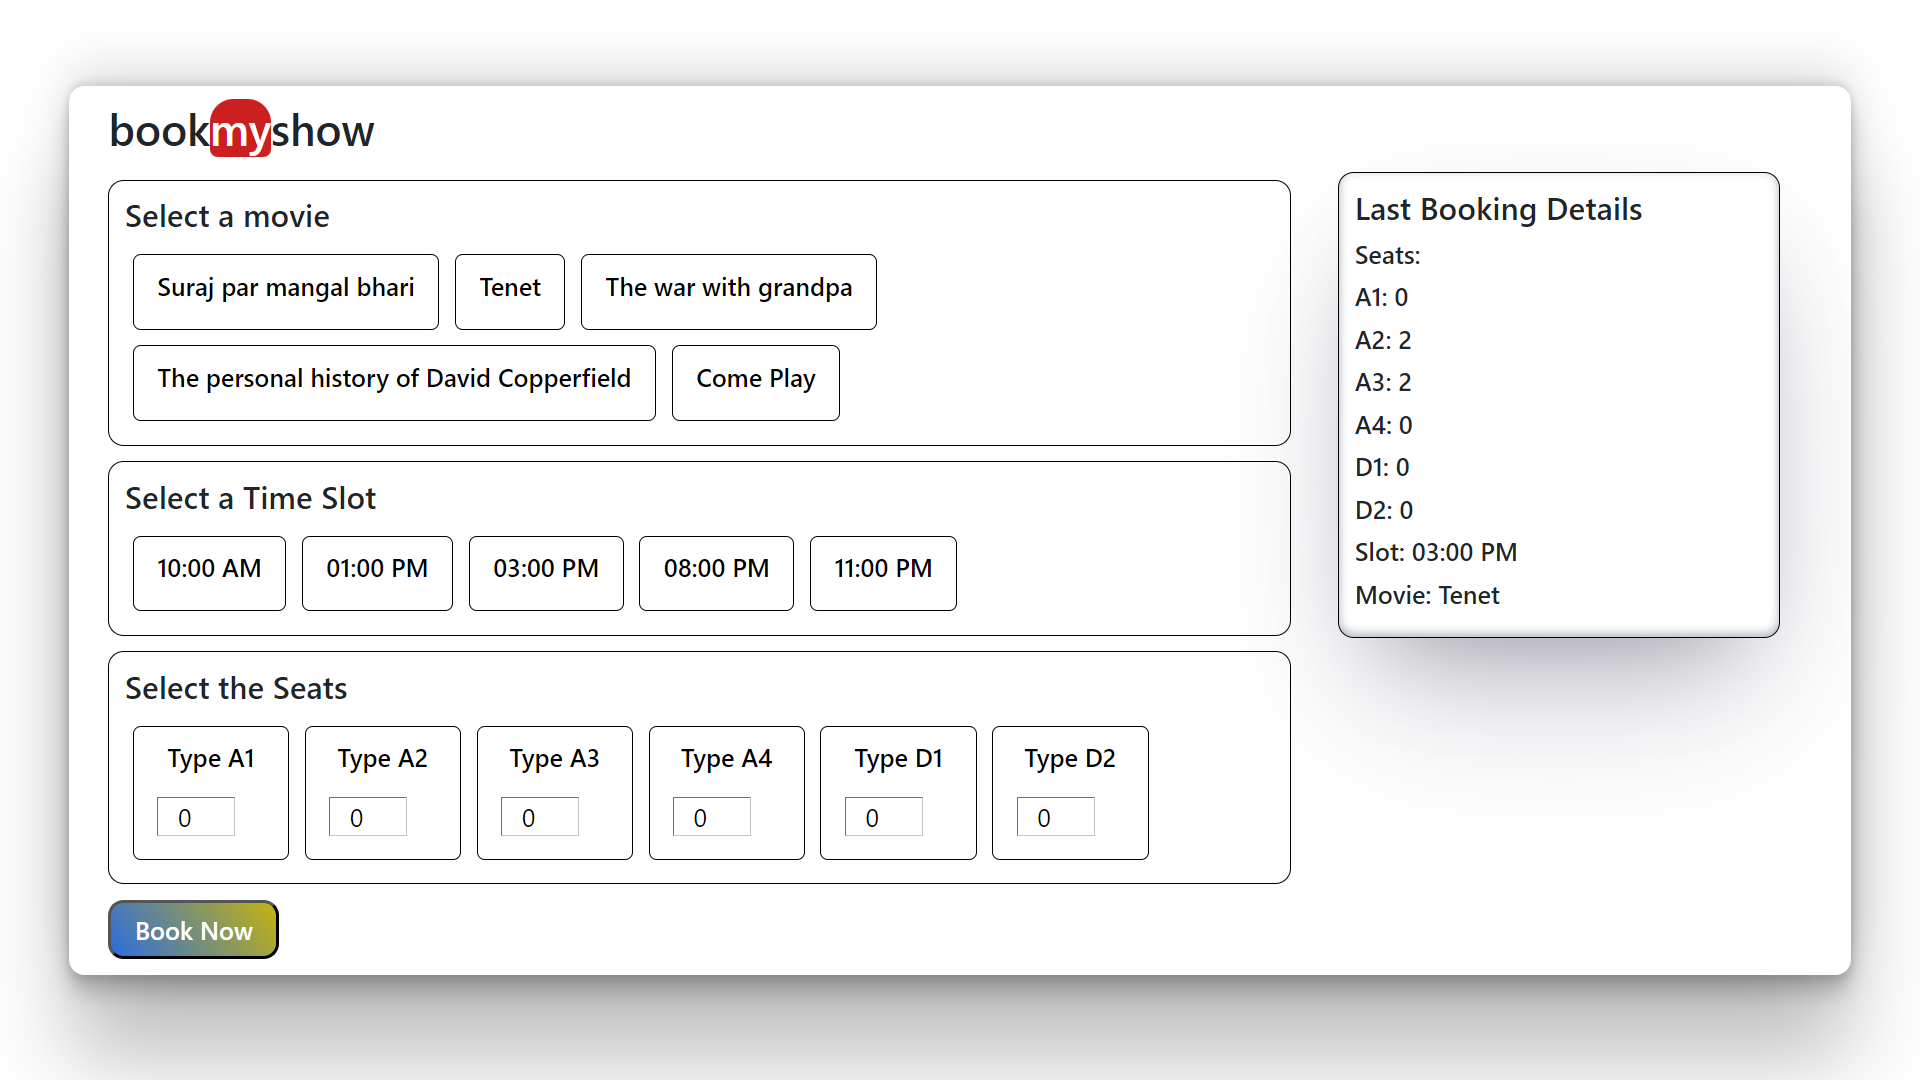 bookmyshow
Select a movie
Suraj par mangal bhari
Tenet
The war with grandpa
The personal history of David Copperfield
Come Play
Select a Time Slot
10:00 AM
01:00 PM
03:00 PM
08:00 PM
11:00 PM
Select the Seats
Type A1
Type A2
Type A3
Type A4
Type D1
Type D2
0
0
0
0
0
0
Book Now
Last Booking Details
Seats:
A1: 0
A2: 2
A3: 2
A4: 0
D1: 0
D2: 0
Slot: 03:00 PM
Movie: Tenet